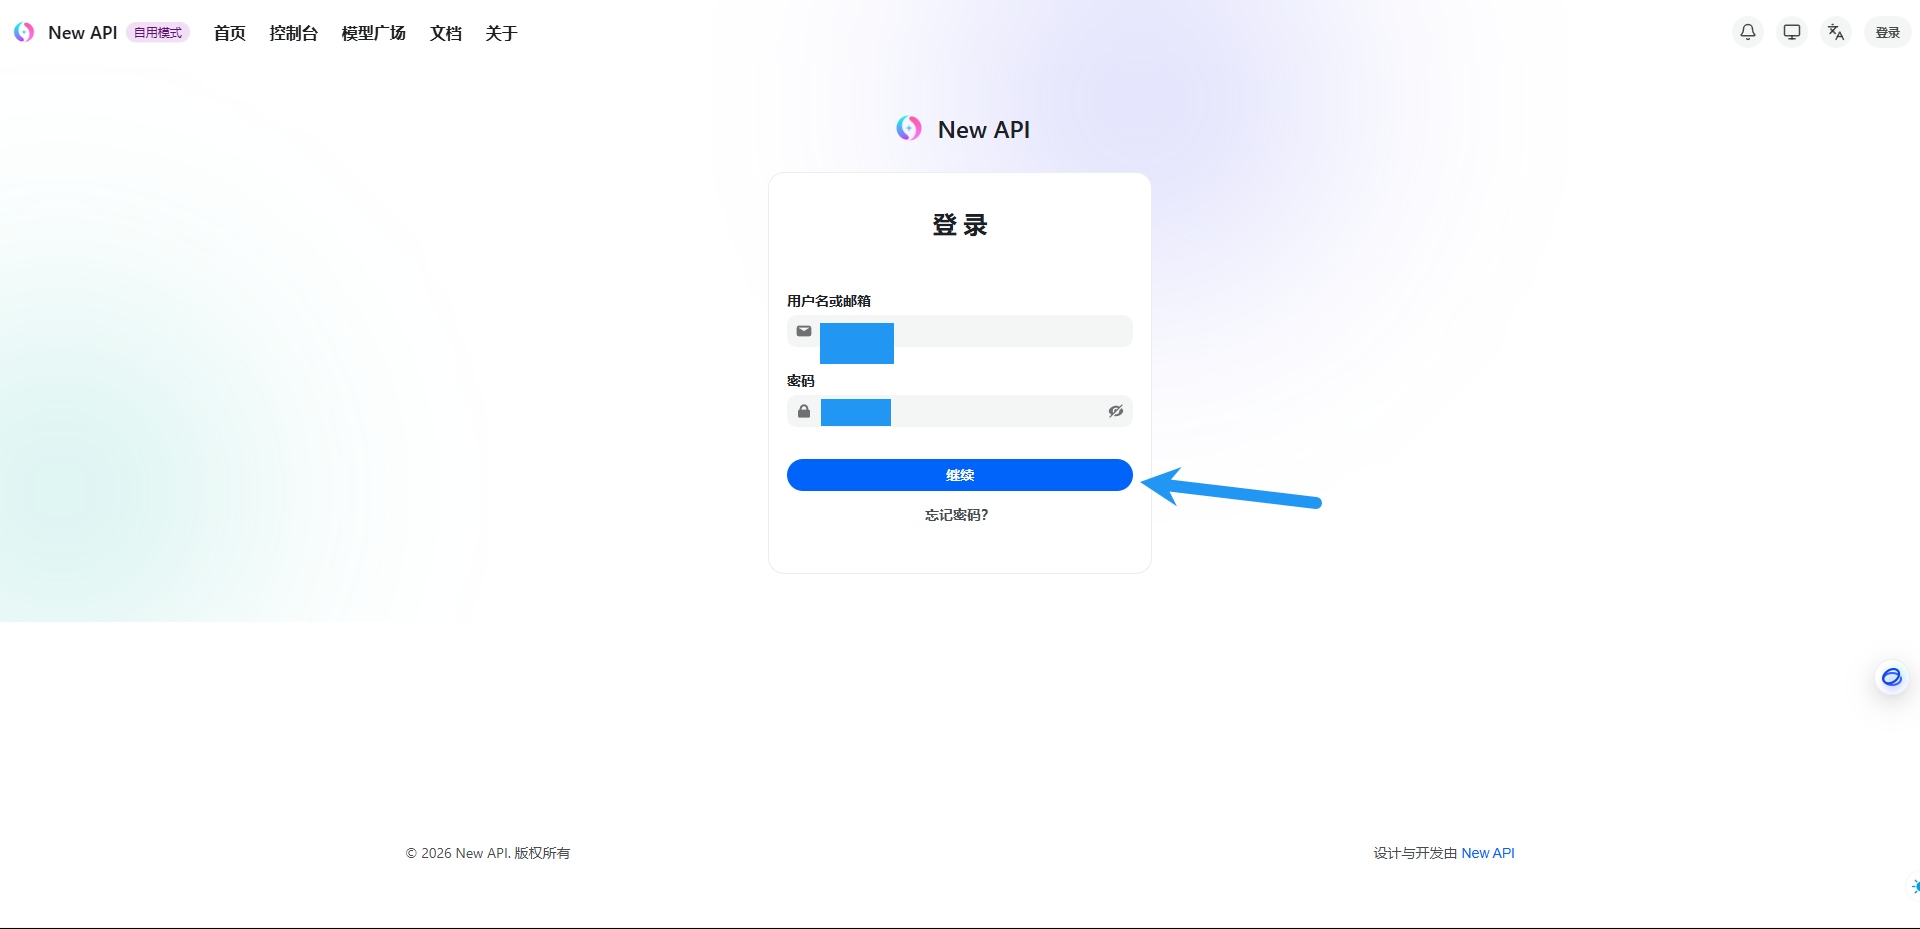 New API 自用模式 首页 控制台 模型广场 文档 关于 登录
New API
登 录
用户名或邮箱
密码
继续
忘记密码?
© 2026 New API. 版权所有
设计与开发由 New API